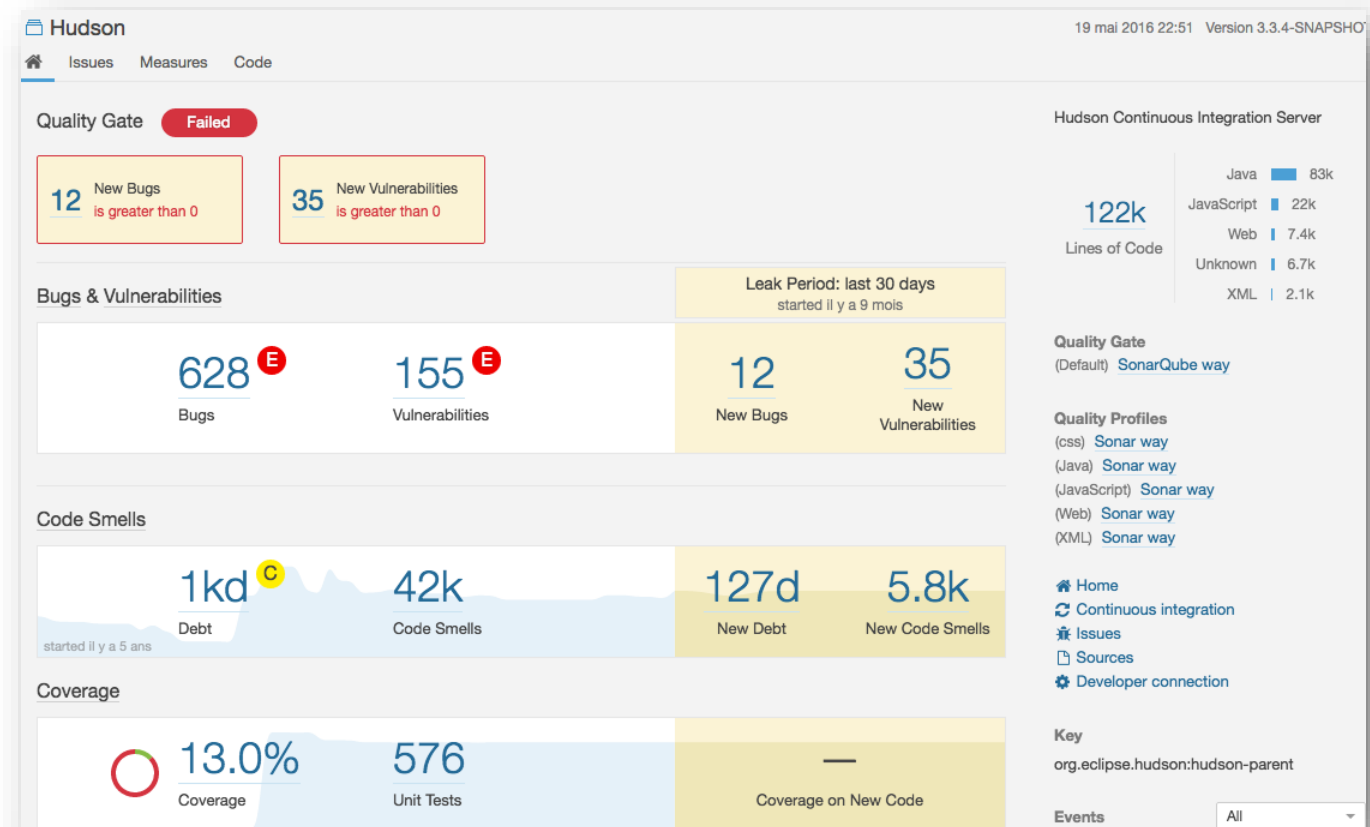 Hudson
19 mai 2016 22:51 Version 3.3.4-SNAPSHOT
Issues Measures Code
Quality Gate Failed
12 New Bugs
is greater than 0
35 New Vulnerabilities
is greater than 0
Bugs & Vulnerabilities
Leak Period: last 30 days
started il y a 9 mois
628 E
Bugs
155 E
Vulnerabilities
12
New Bugs
35
New
Vulnerabilities
Code Smells
1kd C
Debt
started il y a 5 ans
42k
Code Smells
127d
New Debt
5.8k
New Code Smells
Coverage
13.0%
Coverage
576
Unit Tests
—
Coverage on New Code
Hudson Continuous Integration Server
122k
Lines of Code
Java 83k
JavaScript 22k
Web 7.4k
Unknown 6.7k
XML 2.1k
Quality Gate
(Default) SonarQube way
Quality Profiles
(css) Sonar way
(Java) Sonar way
(JavaScript) Sonar way
(Web) Sonar way
(XML) Sonar way
Home
Continuous integration
Issues
Sources
Developer connection
Key
org.eclipse.hudson:hudson-parent
Events All